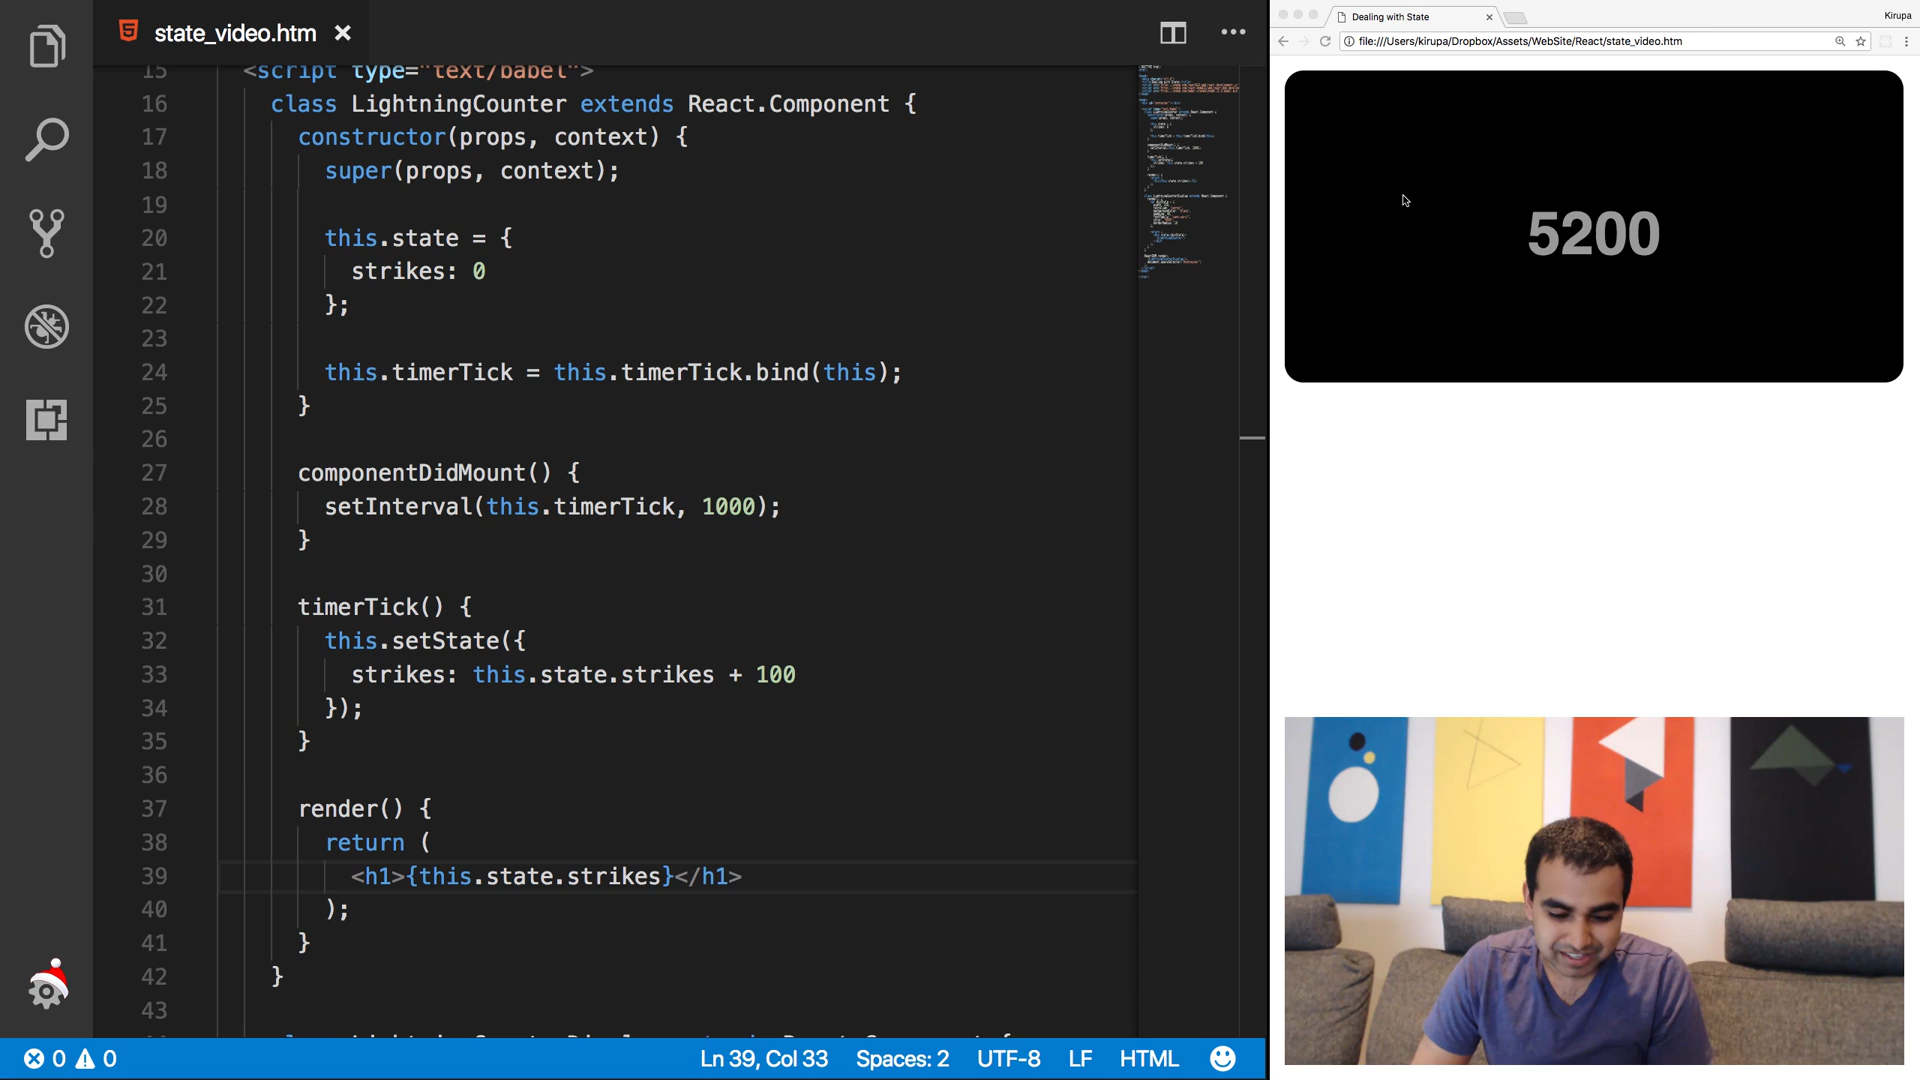 state_video.htm
15 <script type="text/babel">
16 class LightningCounter extends React.Component {
17 constructor(props, context) {
18 super(props, context);
19
20 this.state = {
21 strikes: 0
22 };
23
24 this.timerTick = this.timerTick.bind(this);
25 }
26
27 componentDidMount() {
28 setInterval(this.timerTick, 1000);
29 }
30
31 timerTick() {
32 this.setState({
33 strikes: this.state.strikes + 100
34 });
35 }
36
37 render() {
38 return (
39 <h1>{this.state.strikes}</h1>
40 );
41 }
42 }
43
0 0 Ln 39, Col 33 Spaces: 2 UTF-8 LF HTML
Dealing with State
Kirupa
file:///Users/kirupa/Dropbox/Assets/WebSite/React/state_video.htm
5200